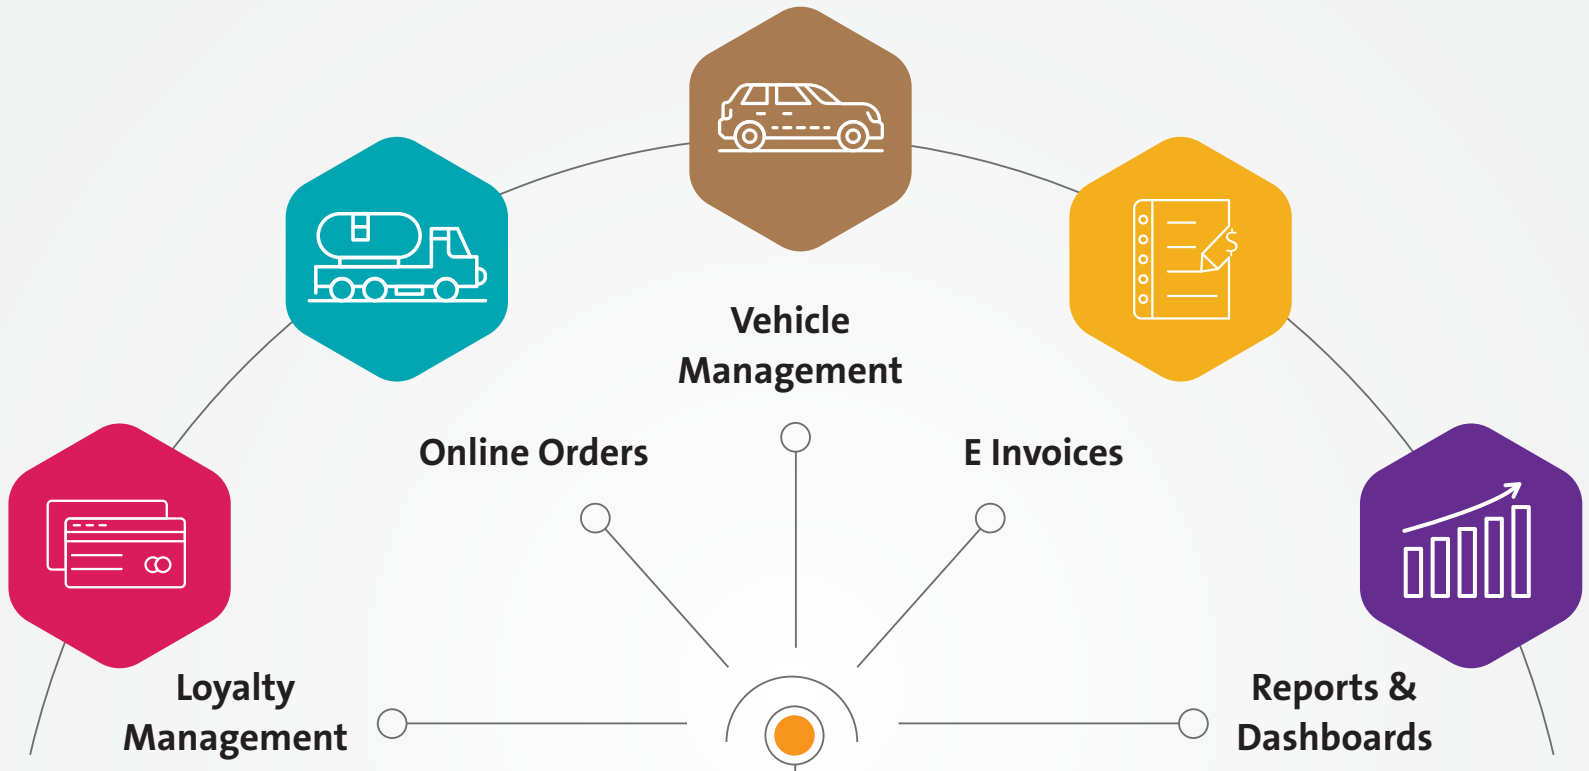 Vehicle
Management
Online Orders
E Invoices
Loyalty
Management
Reports &
Dashboards
$